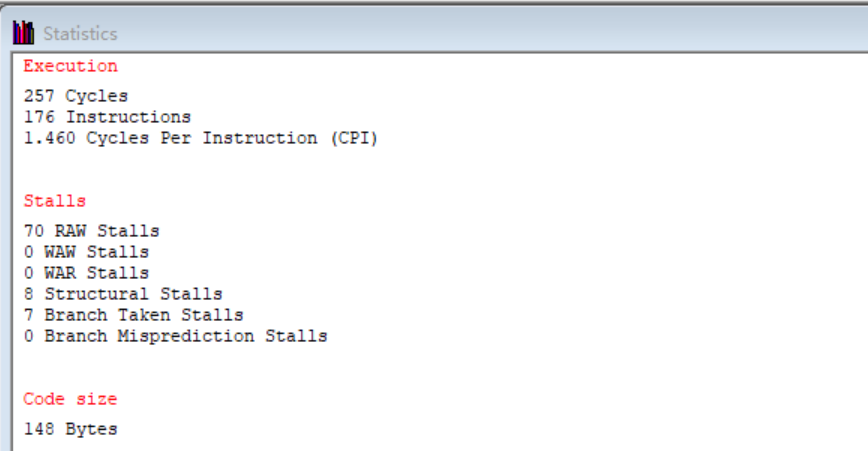 Statistics
Execution
257 Cycles
176 Instructions
1.460 Cycles Per Instruction (CPI)
Stalls
70 RAW Stalls
0 WAW Stalls
0 WAR Stalls
8 Structural Stalls
7 Branch Taken Stalls
0 Branch Misprediction Stalls
Code size
148 Bytes